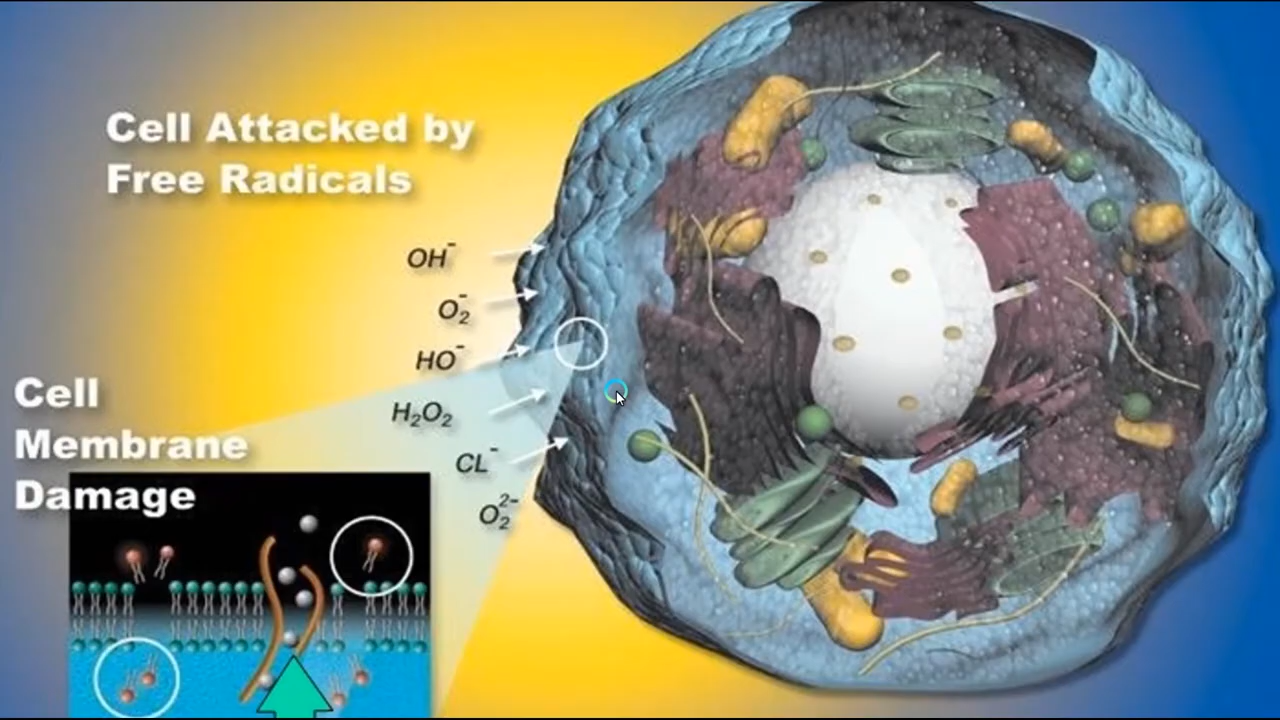 Cell Attacked by
Free Radicals
OH⁻
O₂⁻
HO⁻
H₂O₂
CL⁻
O₂²⁻
Cell
Membrane
Damage